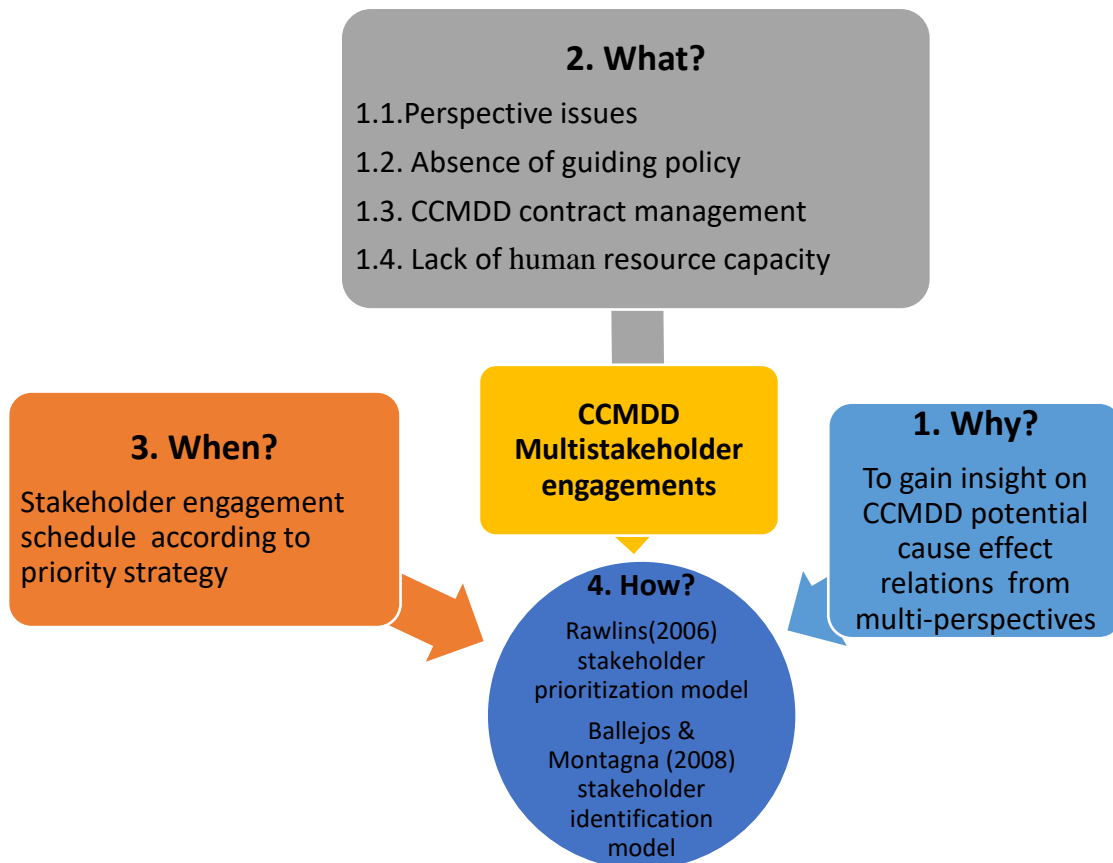 2. What?
1.1.Perspective issues
1.2. Absence of guiding policy
1.3. CCMDD contract management
1.4. Lack of human resource capacity
CCMDD
Multistakeholder
engagements
3. When?
Stakeholder engagement
schedule according to
priority strategy
1. Why?
To gain insight on
CCMDD potential
cause effect
relations from
multi-perspectives
4. How?
Rawlins(2006)
stakeholder
prioritization model
Ballejos &
Montagna (2008)
stakeholder
identification
model